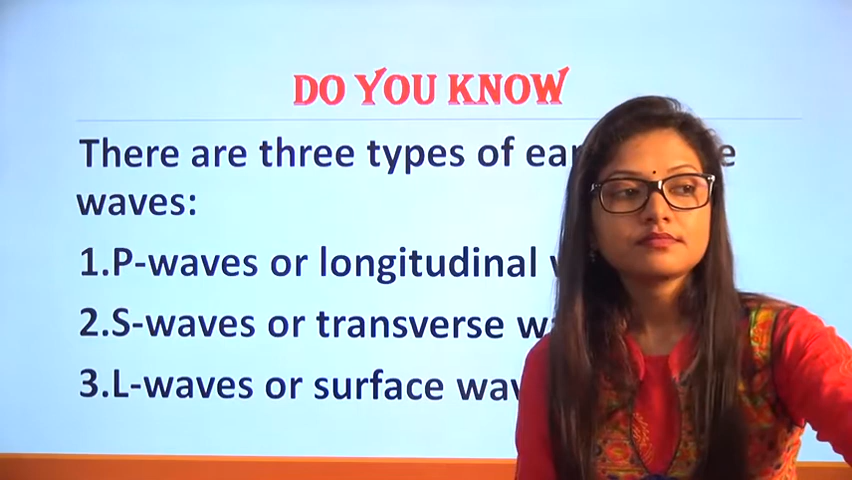 DO YOU KNOW
There are three types of
waves:
1.P-waves or longitudinal
2.S-waves or transverse
3.L-waves or surface